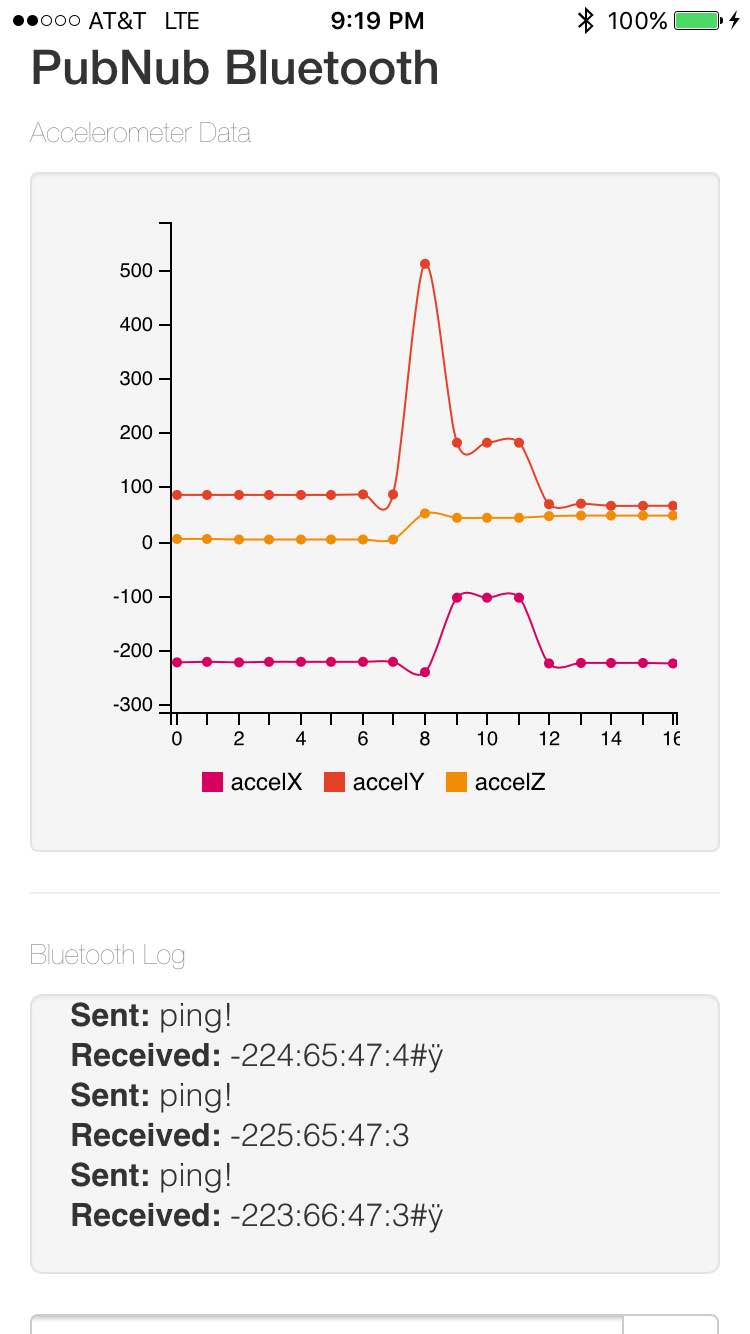 AT&T LTE 9:19 PM 100%
PubNub Bluetooth
Accelerometer Data
500
400
300
200
100
0
-100
-200
-300
0 2 4 6 8 10 12 14 16
accelX accelY accelZ
Bluetooth Log
Sent: ping!
Received: -224:65:47:4#ÿ
Sent: ping!
Received: -225:65:47:3
Sent: ping!
Received: -223:66:47:3#ÿ